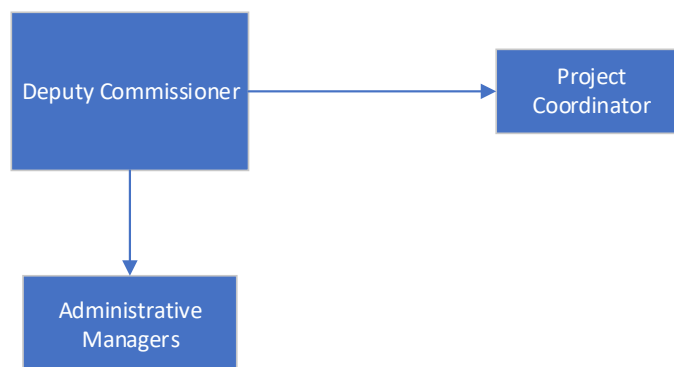 Deputy Commissioner
Project
Coordinator
Administrative
Managers